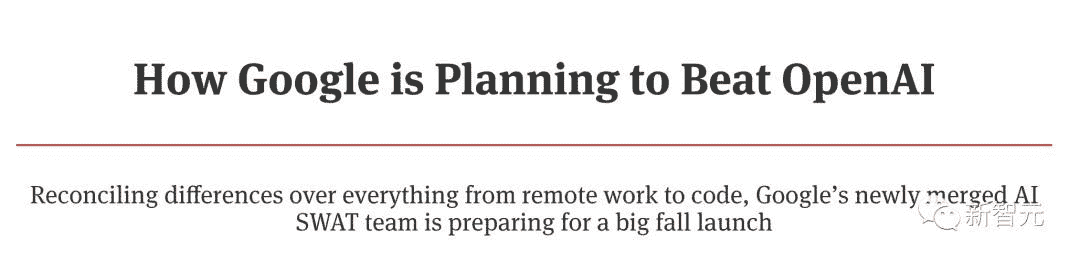 How Google is Planning to Beat OpenAI
Reconciling differences over everything from remote work to code, Google’s newly merged AI
SWAT team is preparing for a big fall launch
新智元